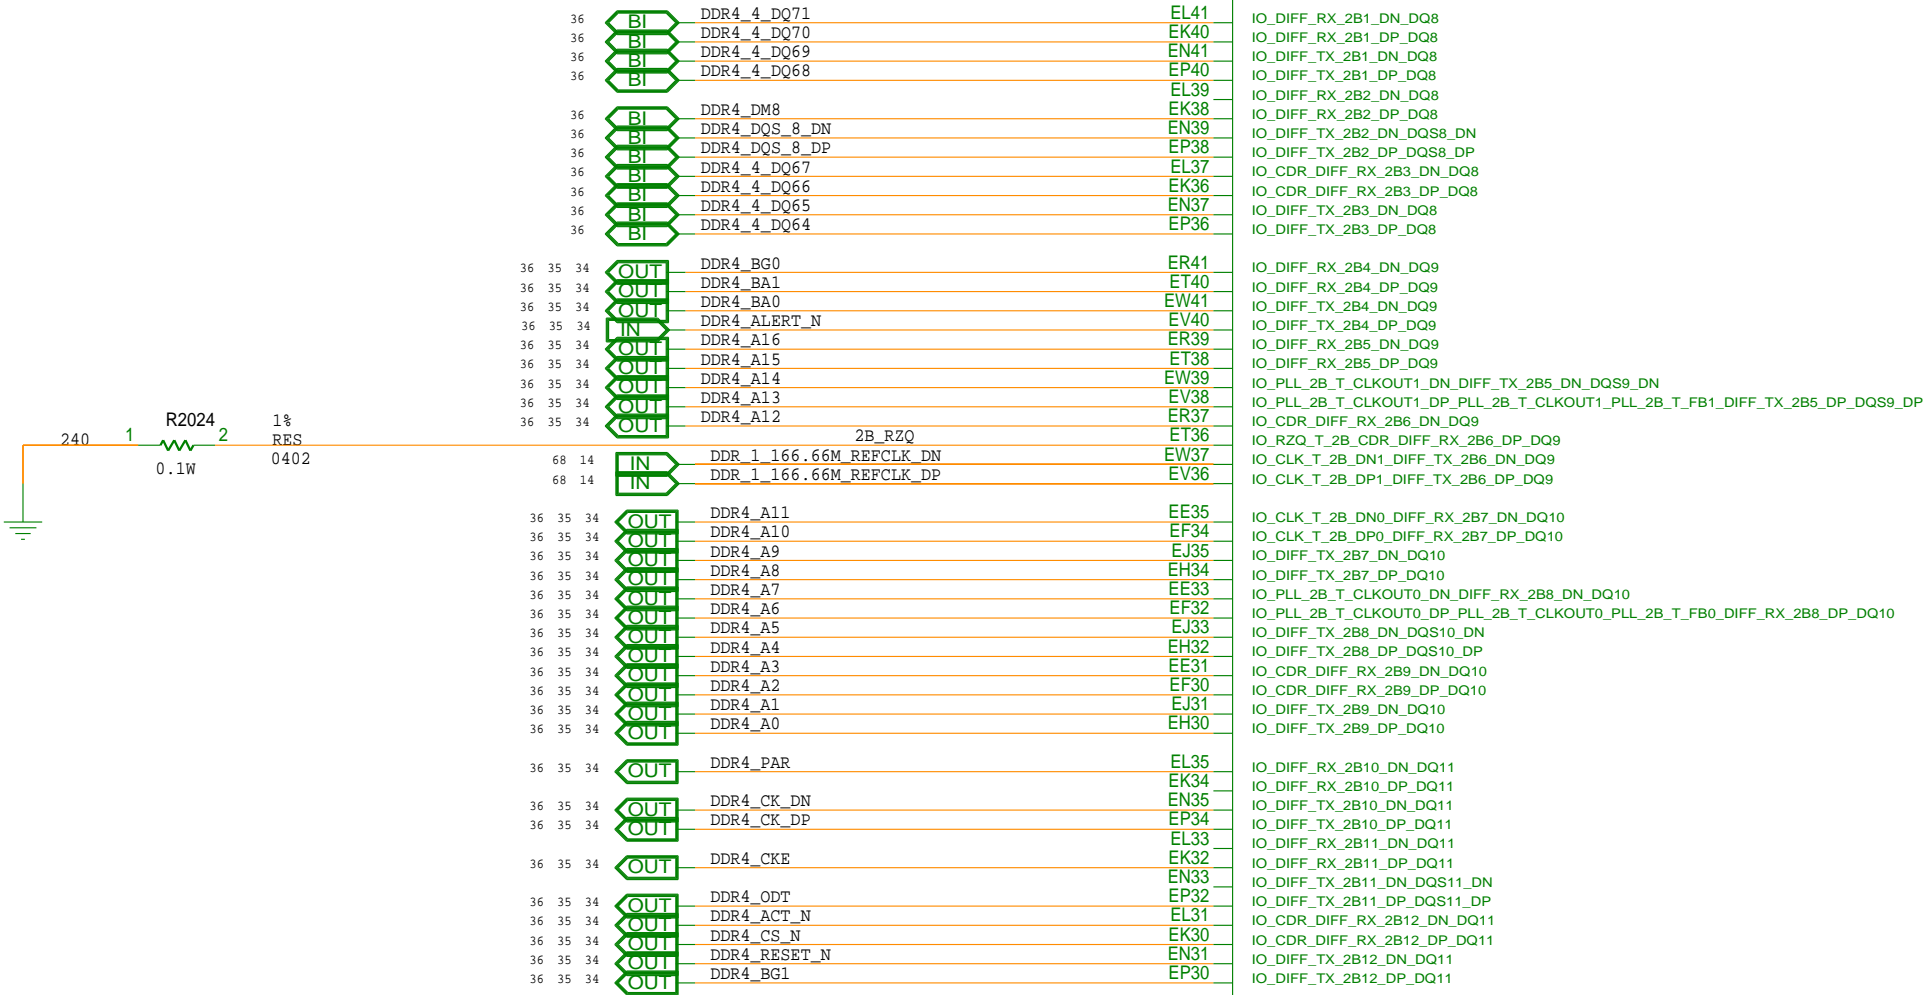 36 BI DDR4_4_DQ71 EL41 IO_DIFF_RX_2B1_DN_DQ8
36 BI DDR4_4_DQ70 EK40 IO_DIFF_RX_2B1_DP_DQ8
36 BI DDR4_4_DQ69 EN41 IO_DIFF_TX_2B1_DN_DQ8
36 BI DDR4_4_DQ68 EP40 IO_DIFF_TX_2B1_DP_DQ8
EL39 IO_DIFF_RX_2B2_DN_DQ8
36 BI DDR4_DM8 EK38 IO_DIFF_RX_2B2_DP_DQ8
36 BI DDR4_DQS_8_DN EN39 IO_DIFF_TX_2B2_DN_DQS8_DN
36 BI DDR4_DQS_8_DP EP38 IO_DIFF_TX_2B2_DP_DQS8_DP
36 BI DDR4_4_DQ67 EL37 IO_CDR_DIFF_RX_2B3_DN_DQ8
36 BI DDR4_4_DQ66 EK36 IO_CDR_DIFF_RX_2B3_DP_DQ8
36 BI DDR4_4_DQ65 EN37 IO_DIFF_TX_2B3_DN_DQ8
36 BI DDR4_4_DQ64 EP36 IO_DIFF_TX_2B3_DP_DQ8
36 35 34 OUT DDR4_BG0 ER41 IO_DIFF_RX_2B4_DN_DQ9
36 35 34 OUT DDR4_BA1 ET40 IO_DIFF_RX_2B4_DP_DQ9
36 35 34 OUT DDR4_BA0 EW41 IO_DIFF_TX_2B4_DN_DQ9
36 35 34 IN DDR4_ALERT_N EV40 IO_DIFF_TX_2B4_DP_DQ9
36 35 34 OUT DDR4_A16 ER39 IO_DIFF_RX_2B5_DN_DQ9
36 35 34 OUT DDR4_A15 ET38 IO_DIFF_RX_2B5_DP_DQ9
36 35 34 OUT DDR4_A14 EW39 IO_PLL_2B_T_CLKOUT1_DN_DIFF_TX_2B5_DN_DQS9_DN
36 35 34 OUT DDR4_A13 EV38 IO_PLL_2B_T_CLKOUT1_DP_PLL_2B_T_CLKOUT1_PLL_2B_T_FB1_DIFF_TX_2B5_DP_DQS9_DP
36 35 34 OUT DDR4_A12 ER37 IO_CDR_DIFF_RX_2B6_DN_DQ9
R2024 1%
240 1 2 RES 2B_RZQ ET36 IO_RZQ_T_2B_CDR_DIFF_RX_2B6_DP_DQ9
0.1W 0402
68 14 IN DDR_1_166.66M_REFCLK_DN EW37 IO_CLK_T_2B_DN1_DIFF_TX_2B6_DN_DQ9
68 14 IN DDR_1_166.66M_REFCLK_DP EV36 IO_CLK_T_2B_DP1_DIFF_TX_2B6_DP_DQ9
36 35 34 OUT DDR4_A11 EE35 IO_CLK_T_2B_DN0_DIFF_RX_2B7_DN_DQ10
36 35 34 OUT DDR4_A10 EF34 IO_CLK_T_2B_DP0_DIFF_RX_2B7_DP_DQ10
36 35 34 OUT DDR4_A9 EJ35 IO_DIFF_TX_2B7_DN_DQ10
36 35 34 OUT DDR4_A8 EH34 IO_DIFF_TX_2B7_DP_DQ10
36 35 34 OUT DDR4_A7 EE33 IO_PLL_2B_T_CLKOUT0_DN_DIFF_RX_2B8_DN_DQ10
36 35 34 OUT DDR4_A6 EF32 IO_PLL_2B_T_CLKOUT0_DP_PLL_2B_T_CLKOUT0_PLL_2B_T_FB0_DIFF_RX_2B8_DP_DQ10
36 35 34 OUT DDR4_A5 EJ33 IO_DIFF_TX_2B8_DN_DQS10_DN
36 35 34 OUT DDR4_A4 EH32 IO_DIFF_TX_2B8_DP_DQS10_DP
36 35 34 OUT DDR4_A3 EE31 IO_CDR_DIFF_RX_2B9_DN_DQ10
36 35 34 OUT DDR4_A2 EF30 IO_CDR_DIFF_RX_2B9_DP_DQ10
36 35 34 OUT DDR4_A1 EJ31 IO_DIFF_TX_2B9_DN_DQ10
36 35 34 OUT DDR4_A0 EH30 IO_DIFF_TX_2B9_DP_DQ10
36 35 34 OUT DDR4_PAR EL35 IO_DIFF_RX_2B10_DN_DQ11
EK34 IO_DIFF_RX_2B10_DP_DQ11
36 35 34 OUT DDR4_CK_DN EN35 IO_DIFF_TX_2B10_DN_DQ11
36 35 34 OUT DDR4_CK_DP EP34 IO_DIFF_TX_2B10_DP_DQ11
EL33 IO_DIFF_RX_2B11_DN_DQ11
36 35 34 OUT DDR4_CKE EK32 IO_DIFF_RX_2B11_DP_DQ11
EN33 IO_DIFF_TX_2B11_DN_DQS11_DN
36 35 34 OUT DDR4_ODT EP32 IO_DIFF_TX_2B11_DP_DQS11_DP
36 35 34 OUT DDR4_ACT_N EL31 IO_CDR_DIFF_RX_2B12_DN_DQ11
36 35 34 OUT DDR4_CS_N EK30 IO_CDR_DIFF_RX_2B12_DP_DQ11
36 35 34 OUT DDR4_RESET_N EN31 IO_DIFF_TX_2B12_DN_DQ11
36 35 34 OUT DDR4_BG1 EP30 IO_DIFF_TX_2B12_DP_DQ11